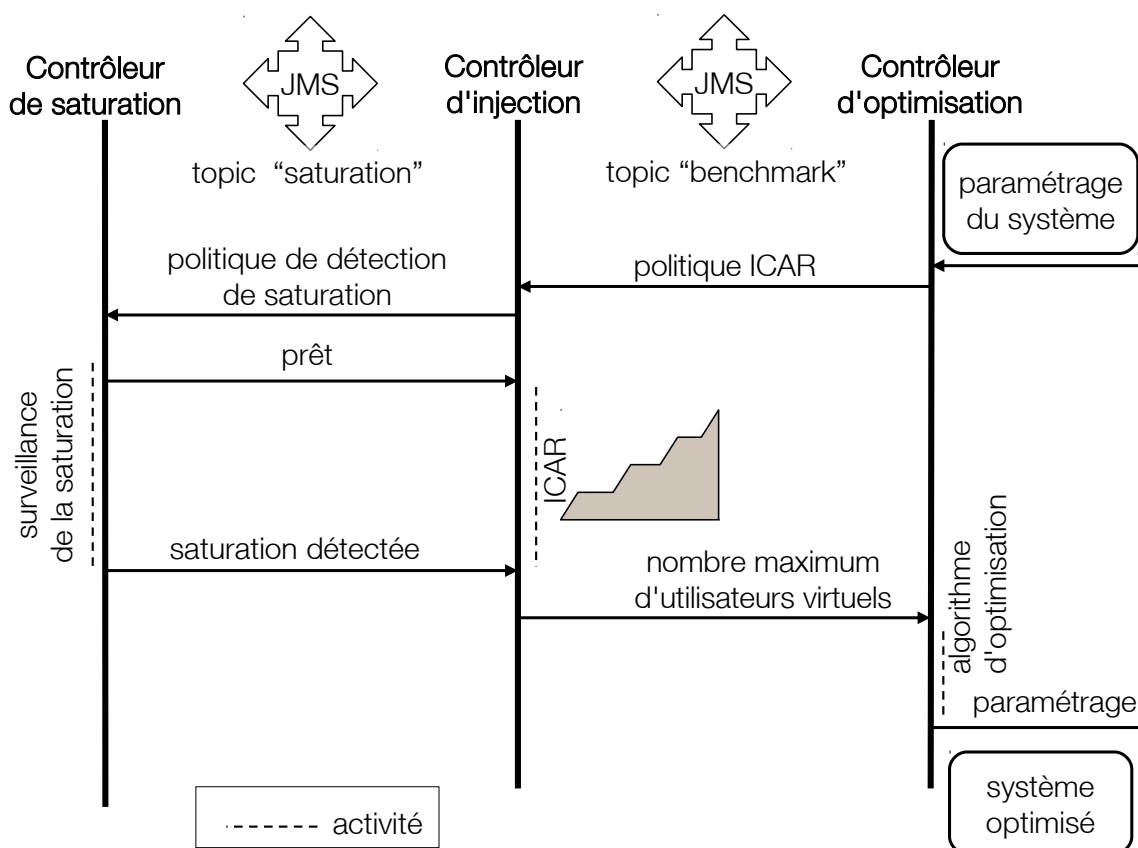 Contrôleur
de saturation
JMS
topic “saturation”
Contrôleur
d'injection
JMS
topic “benchmark”
Contrôleur
d'optimisation
paramétrage
du système
politique de détection
de saturation
politique ICAR
prêt
surveillance
de la saturation
ICAR
saturation détectée
nombre maximum
d'utilisateurs virtuels
algorithme
d'optimisation
paramétrage
système
optimisé
activité